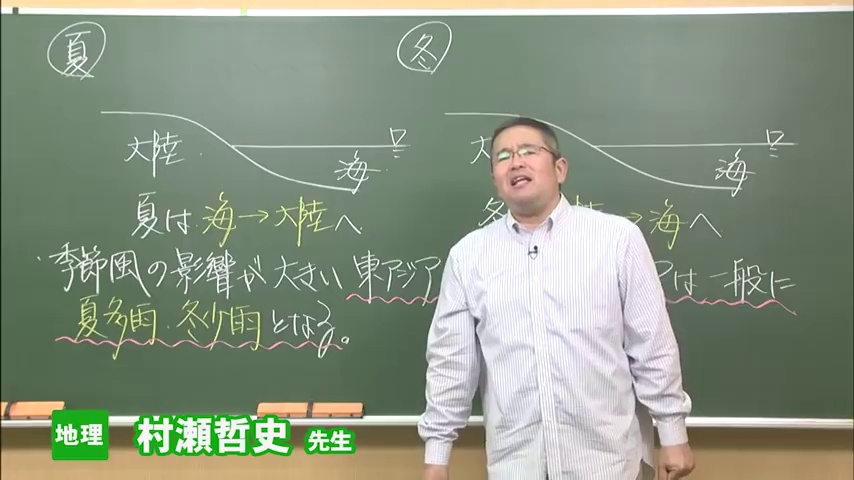 夏 冬
大陸 海 大 海
夏は 海→大陸へ 冬 陸→海へ
季節風の影響が大きい 東アジア アは一般に
夏多雨・冬少雨となる。
地理 村瀬哲史 先生